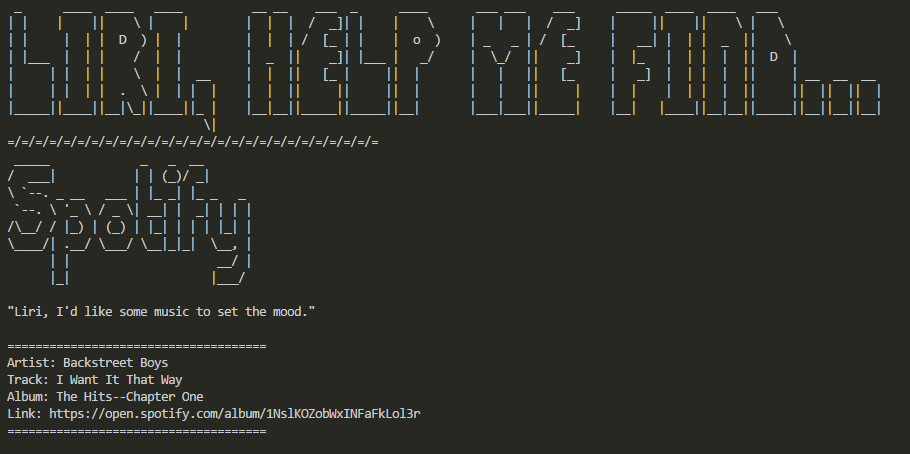 LIRI, HELP ME FIND...
=/=/=/=/=/=/=/=/=/=/=/=/=/=/=/=/=/=/=/=/=/=/=/=/=/=/=
Spotify
"Liri, I'd like some music to set the mood."
=====================================
Artist: Backstreet Boys
Track: I Want It That Way
Album: The Hits--Chapter One
Link: https://open.spotify.com/album/1NslKOZobWxINFaFkLol3r
=====================================